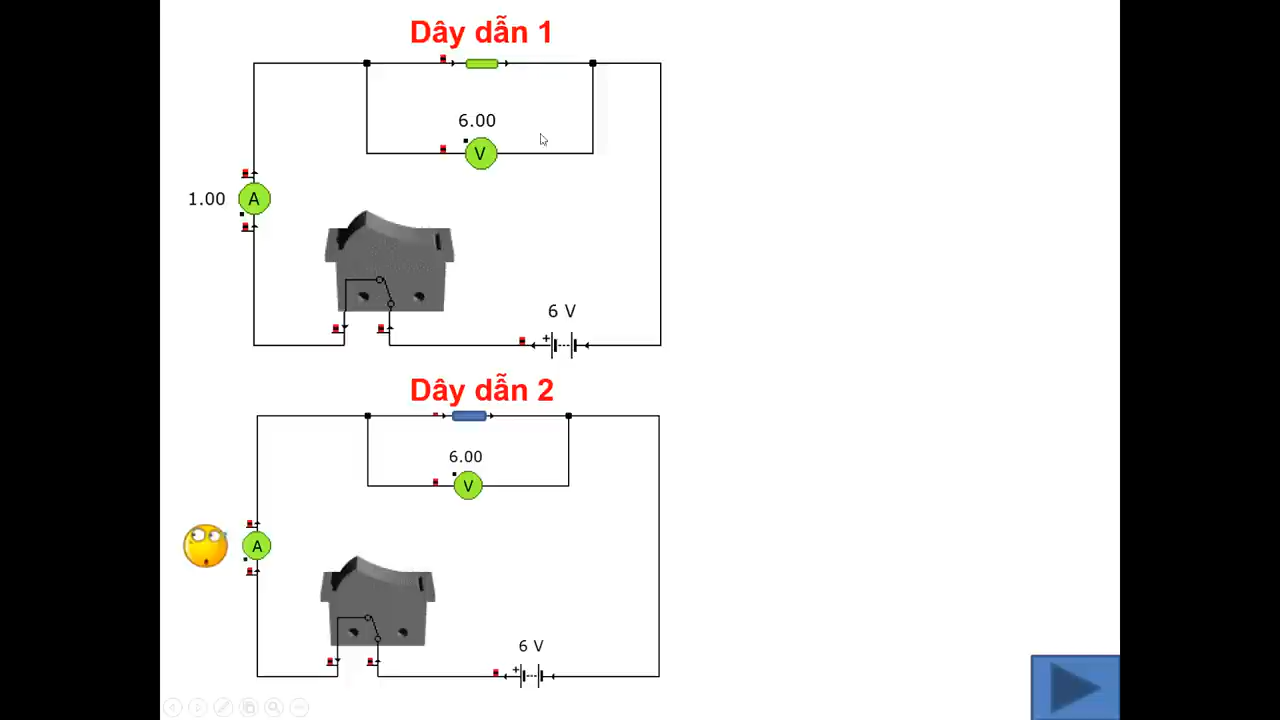 Dây dẫn 1
6.00
V
1.00
A
6 V
+
Dây dẫn 2
6.00
V
A
6 V
+